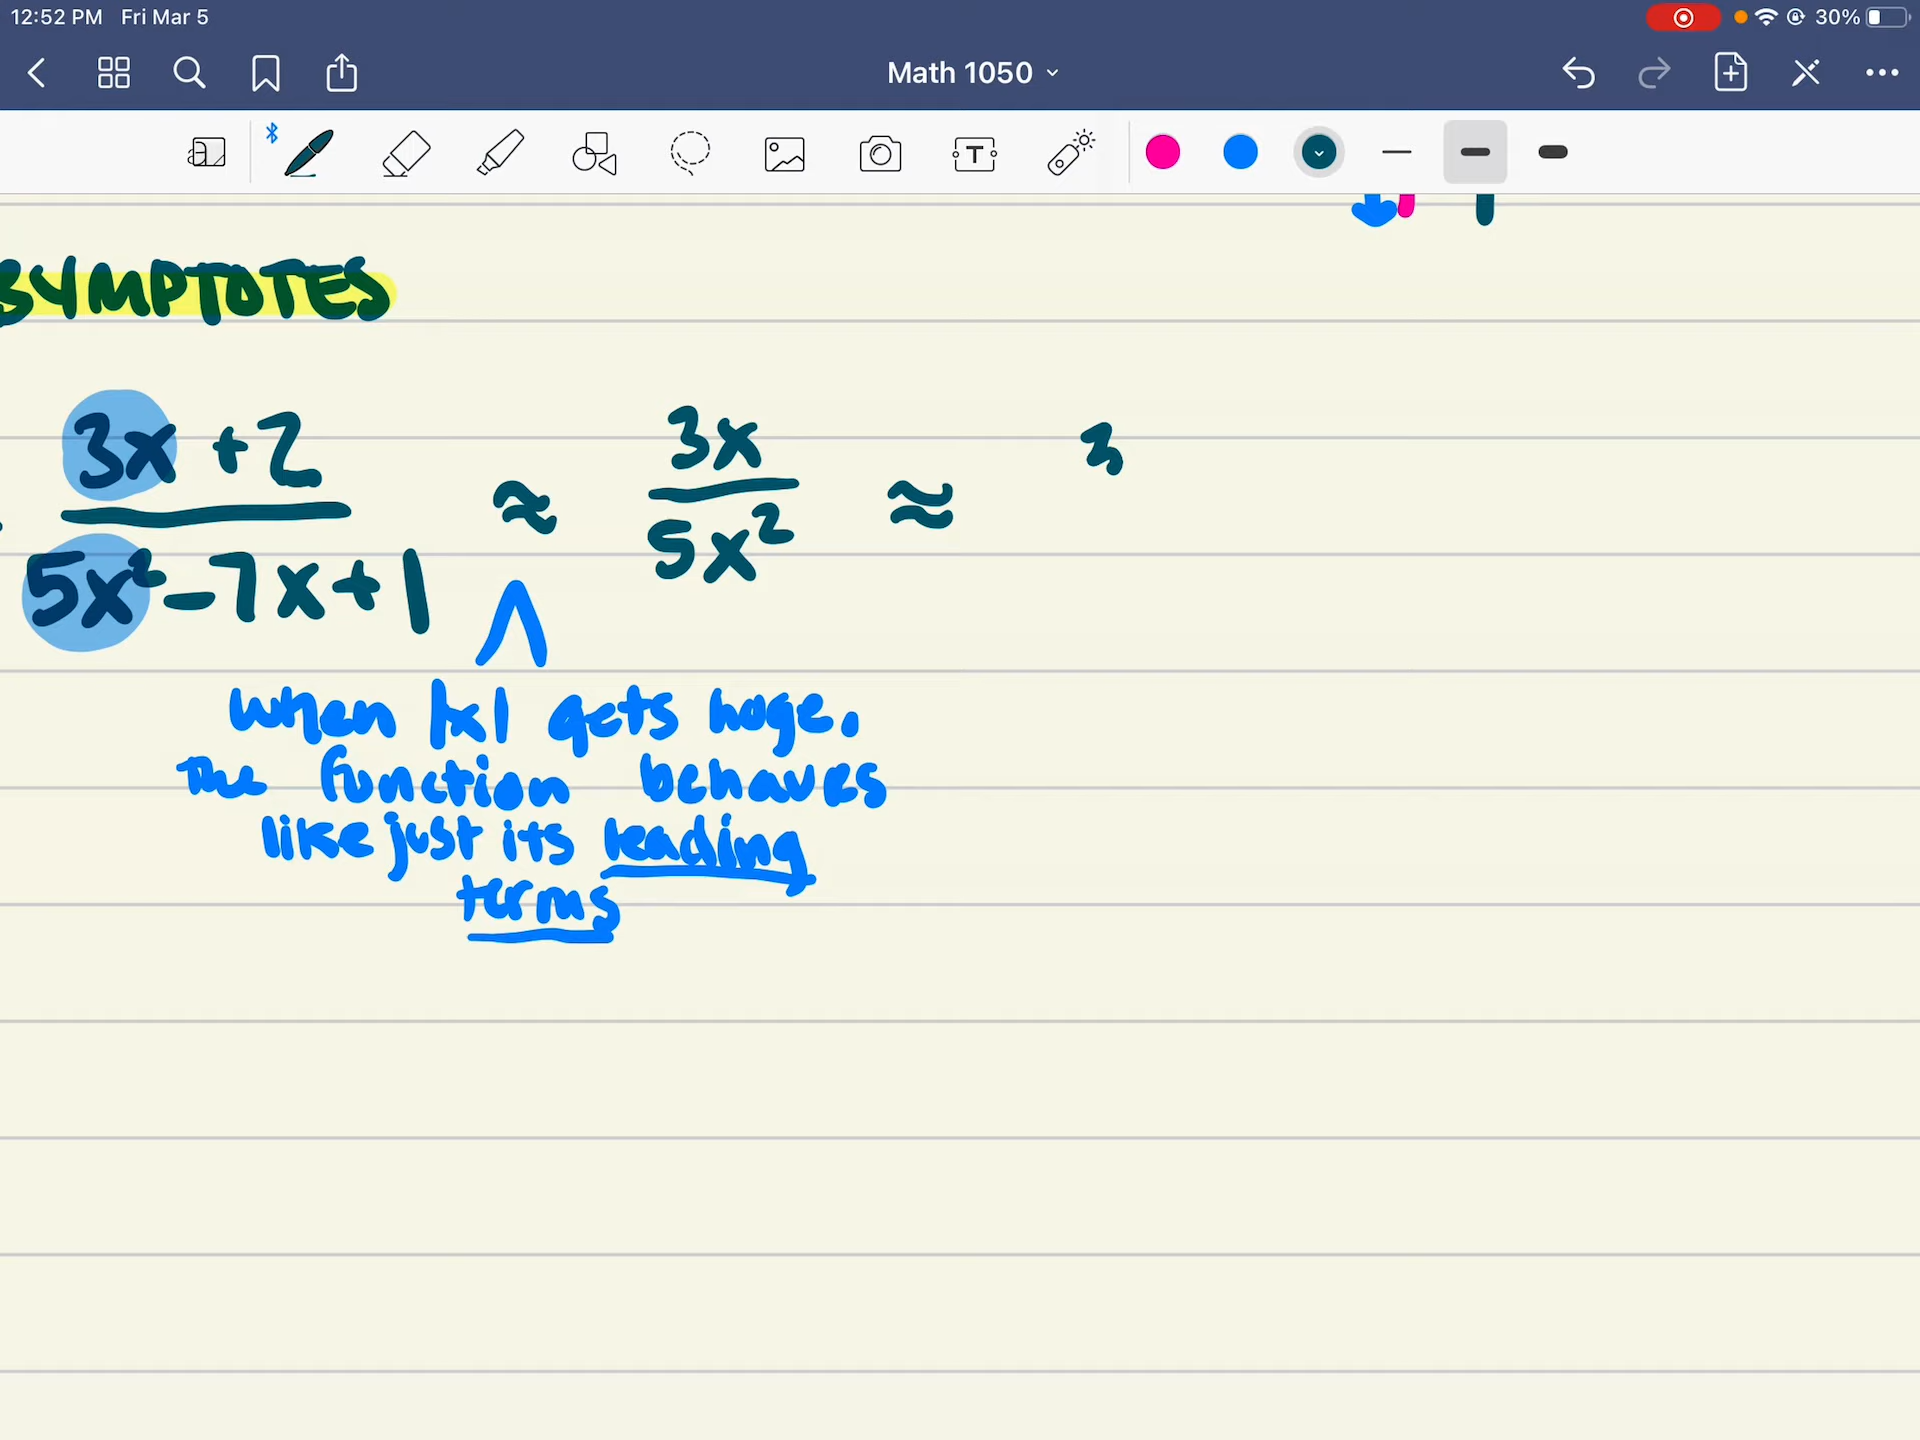 12:52 PM Fri Mar 5 30%
Math 1050
SYMPTOTES
3x + 2 / 5x² - 7x + 1 ≈ 3x / 5x² ≈ 3
when |x| gets huge.
The function behaves
like just its leading
terms